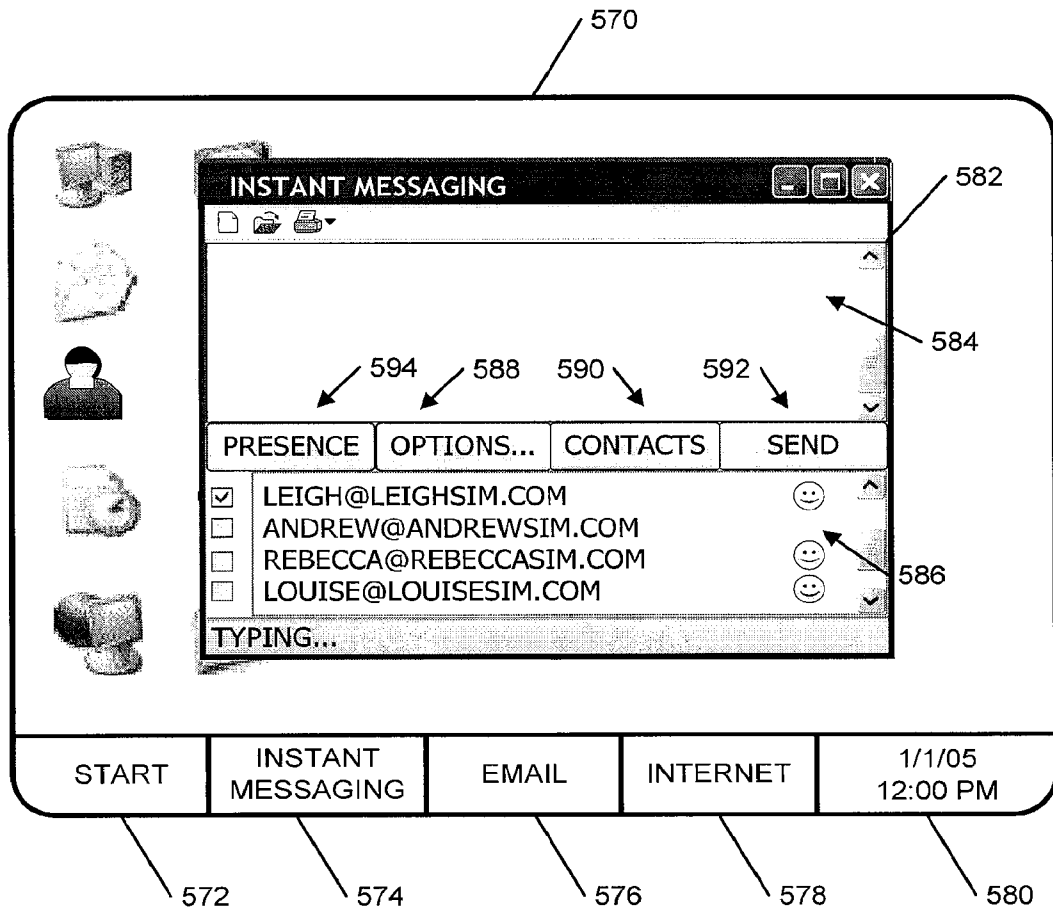 570
INSTANT MESSAGING
582
584
594 588 590 592
PRESENCE OPTIONS... CONTACTS SEND
LEIGH@LEIGHSIM.COM
ANDREW@ANDREWSIM.COM
REBECCA@REBECCASIM.COM
586
LOUISE@LOUISESIM.COM
TYPING...
START
INSTANT
MESSAGING
EMAIL
INTERNET
1/1/05
12:00 PM
572 574 576 578 580